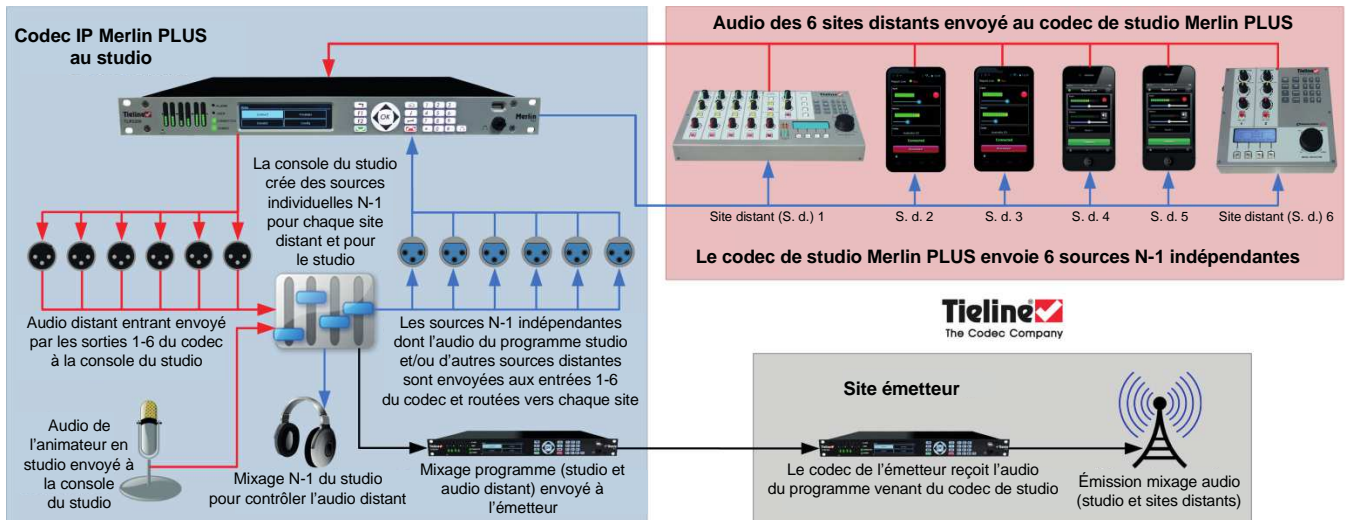 Codec IP Merlin PLUS
au studio
Tieline
Merlin
OK
La console du studio
crée des sources
individuelles N-1
pour chaque site
distant et pour
le studio
Audio distant entrant envoyé
par les sorties 1-6 du codec
à la console du studio
Les sources N-1 indépendantes
dont l'audio du programme studio
et/ou d'autres sources distantes
sont envoyées aux entrées 1-6
du codec et routées vers chaque site
Audio de
l'animateur en
studio envoyé à
la console
du studio
Mixage N-1 du studio
pour contrôler l'audio distant
Mixage programme (studio et
audio distant) envoyé à
l'émetteur
Audio des 6 sites distants envoyé au codec de studio Merlin PLUS
Site distant (S. d.) 1
S. d. 2
S. d. 3
S. d. 4
S. d. 5
Site distant (S. d.) 6
Le codec de studio Merlin PLUS envoie 6 sources N-1 indépendantes
Tieline
The Codec Company
Site émetteur
Le codec de l'émetteur reçoit l'audio
du programme venant du codec de studio
Émission mixage audio
(studio et sites distants)